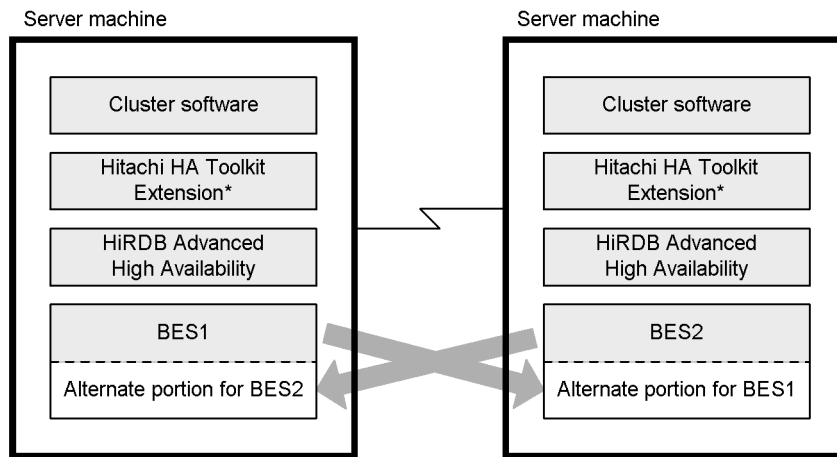 Server machine
Server machine
Cluster software
Cluster software
Hitachi HA Toolkit
Extension*
Hitachi HA Toolkit
Extension*
HiRDB Advanced
High Availability
HiRDB Advanced
High Availability
BES1
BES2
Alternate portion for BES2
Alternate portion for BES1